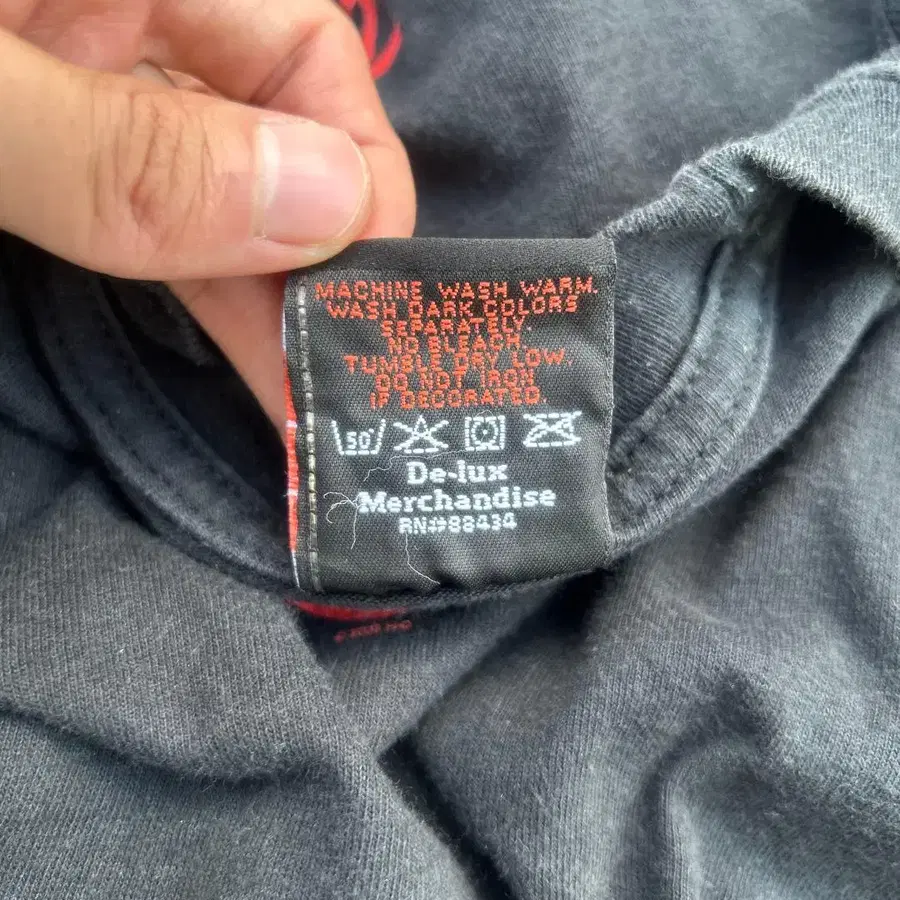 MACHINE WASH WARM.
WASH DARK COLORS
SEPARATELY.
NO BLEACH.
TUMBLE DRY LOW.
DO NOT IRON
IF DECORATED.
50°
De-lux
Merchandise
RN#88434